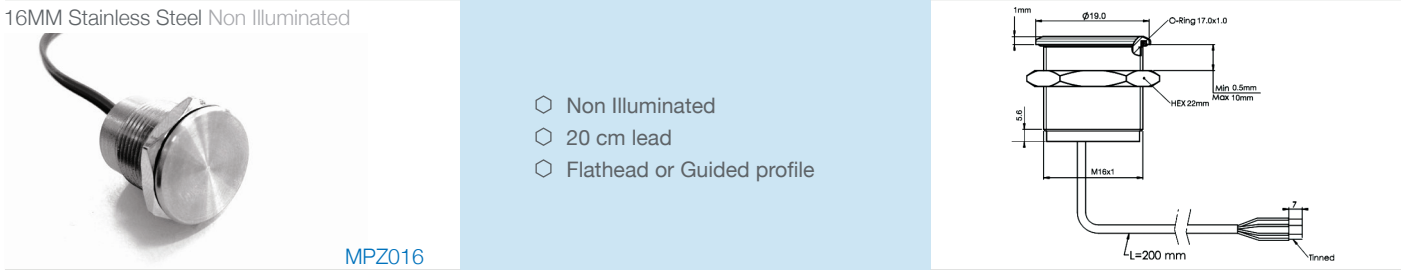 16MM Stainless Steel Non Illuminated
MPZ016
Non Illuminated
20 cm lead
Flathead or Guided profile
1mm
Ø19.0
O-Ring 17.0x1.0
Min 0.5mm
Max 10mm
HEX 22mm
5.6
M16x1
7
L=200 mm
Tinned